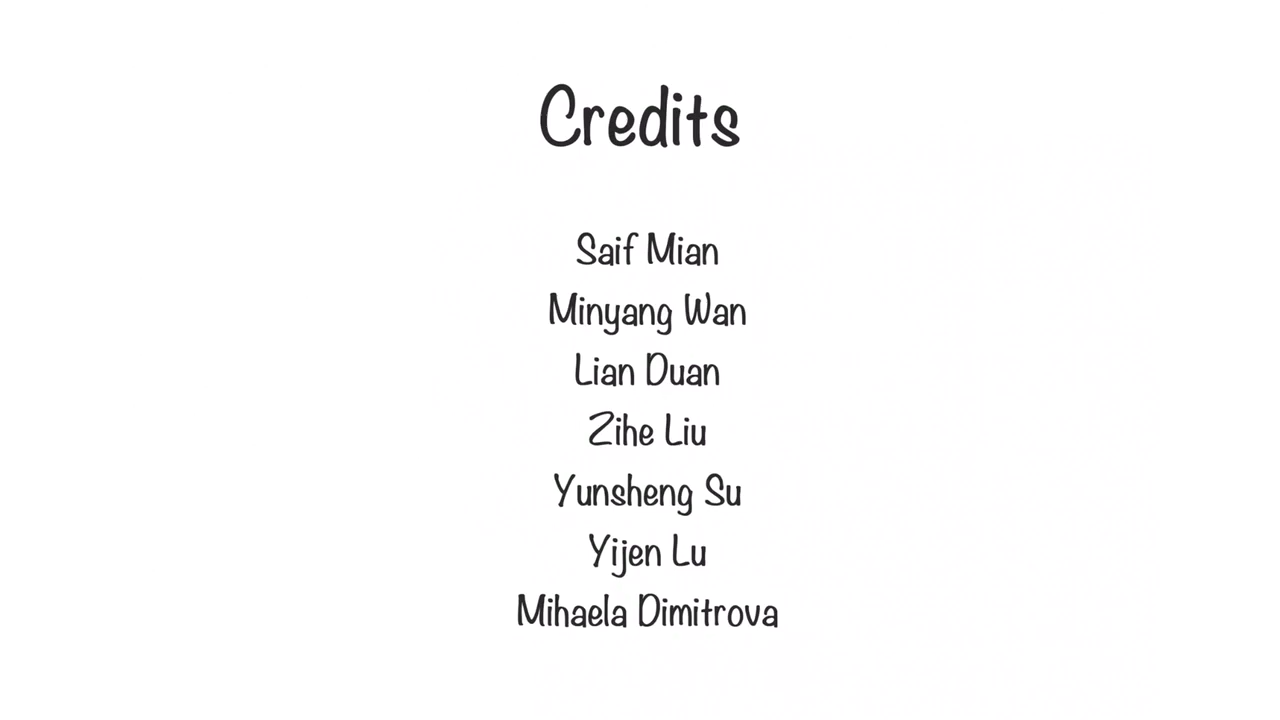 Credits
Saif Mian
Minyang Wan
Lian Duan
Zihe Liu
Yunsheng Su
Yijen Lu
Mihaela Dimitrova